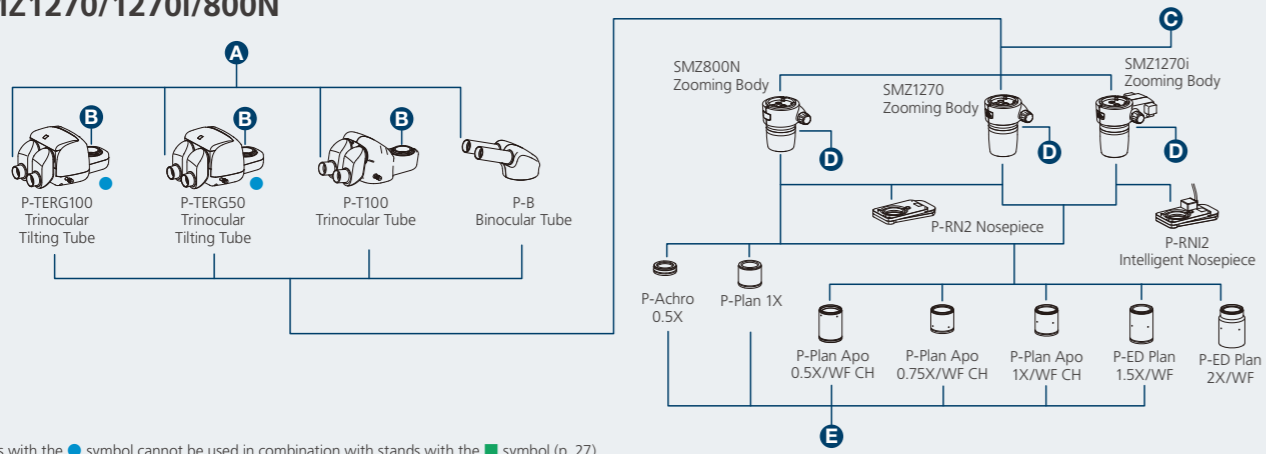 MZ1270/1270i/800N
A
C
SMZ800N
Zooming Body
SMZ1270
Zooming Body
SMZ1270i
Zooming Body
B
B
B
D
D
D
P-TERG100
Trinocular
Tilting Tube
P-TERG50
Trinocular
Tilting Tube
P-T100
Trinocular Tube
P-B
Binocular Tube
P-RN2 Nosepiece
P-RNI2
Intelligent Nosepiece
P-Achro
0.5X
P-Plan 1X
P-Plan Apo
0.5X/WF CH
P-Plan Apo
0.75X/WF CH
P-Plan Apo
1X/WF CH
P-ED Plan
1.5X/WF
P-ED Plan
2X/WF
E
s with the ● symbol cannot be used in combination with stands with the ■ symbol (p. 27)